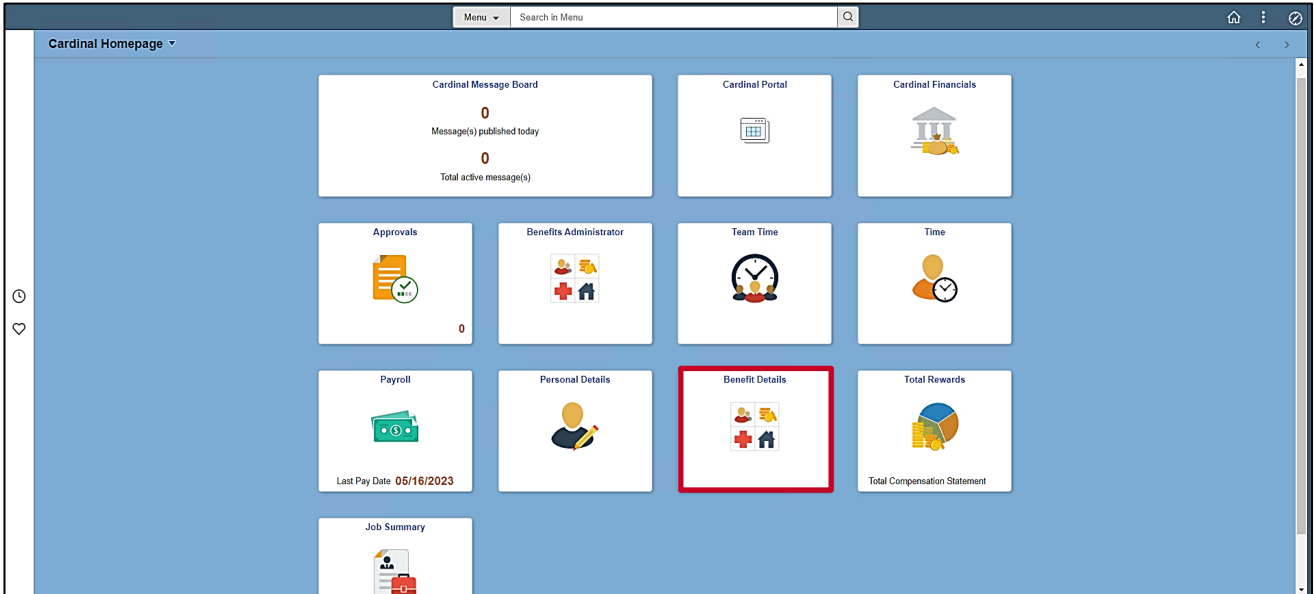 Menu
Search in Menu
Cardinal Homepage
Cardinal Message Board
0
Message(s) published today
0
Total active message(s)
Cardinal Portal
Cardinal Financials
Approvals
0
Benefits Administrator
Team Time
Time
Payroll
Last Pay Date 05/16/2023
Personal Details
Benefit Details
Total Rewards
Total Compensation Statement
Job Summary